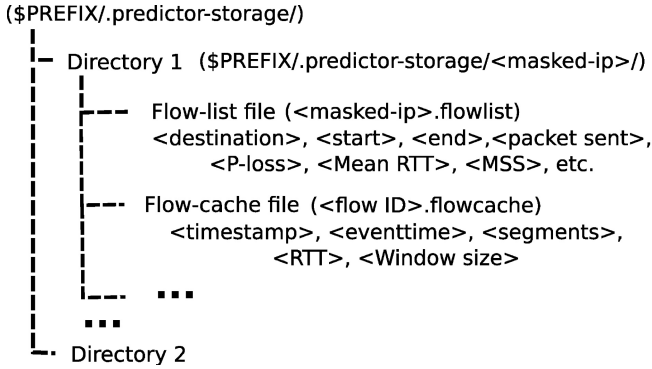 ($PREFIX/.predictor-storage/)
Directory 1 ($PREFIX/.predictor-storage/<masked-ip>/)
Flow-list file (<masked-ip>.flowlist)
<destination>, <start>, <end>,<packet sent>,
<P-loss>, <Mean RTT>, <MSS>, etc.
Flow-cache file (<flow ID>.flowcache)
<timestamp>, <eventtime>, <segments>,
<RTT>, <Window size>
...
...
Directory 2